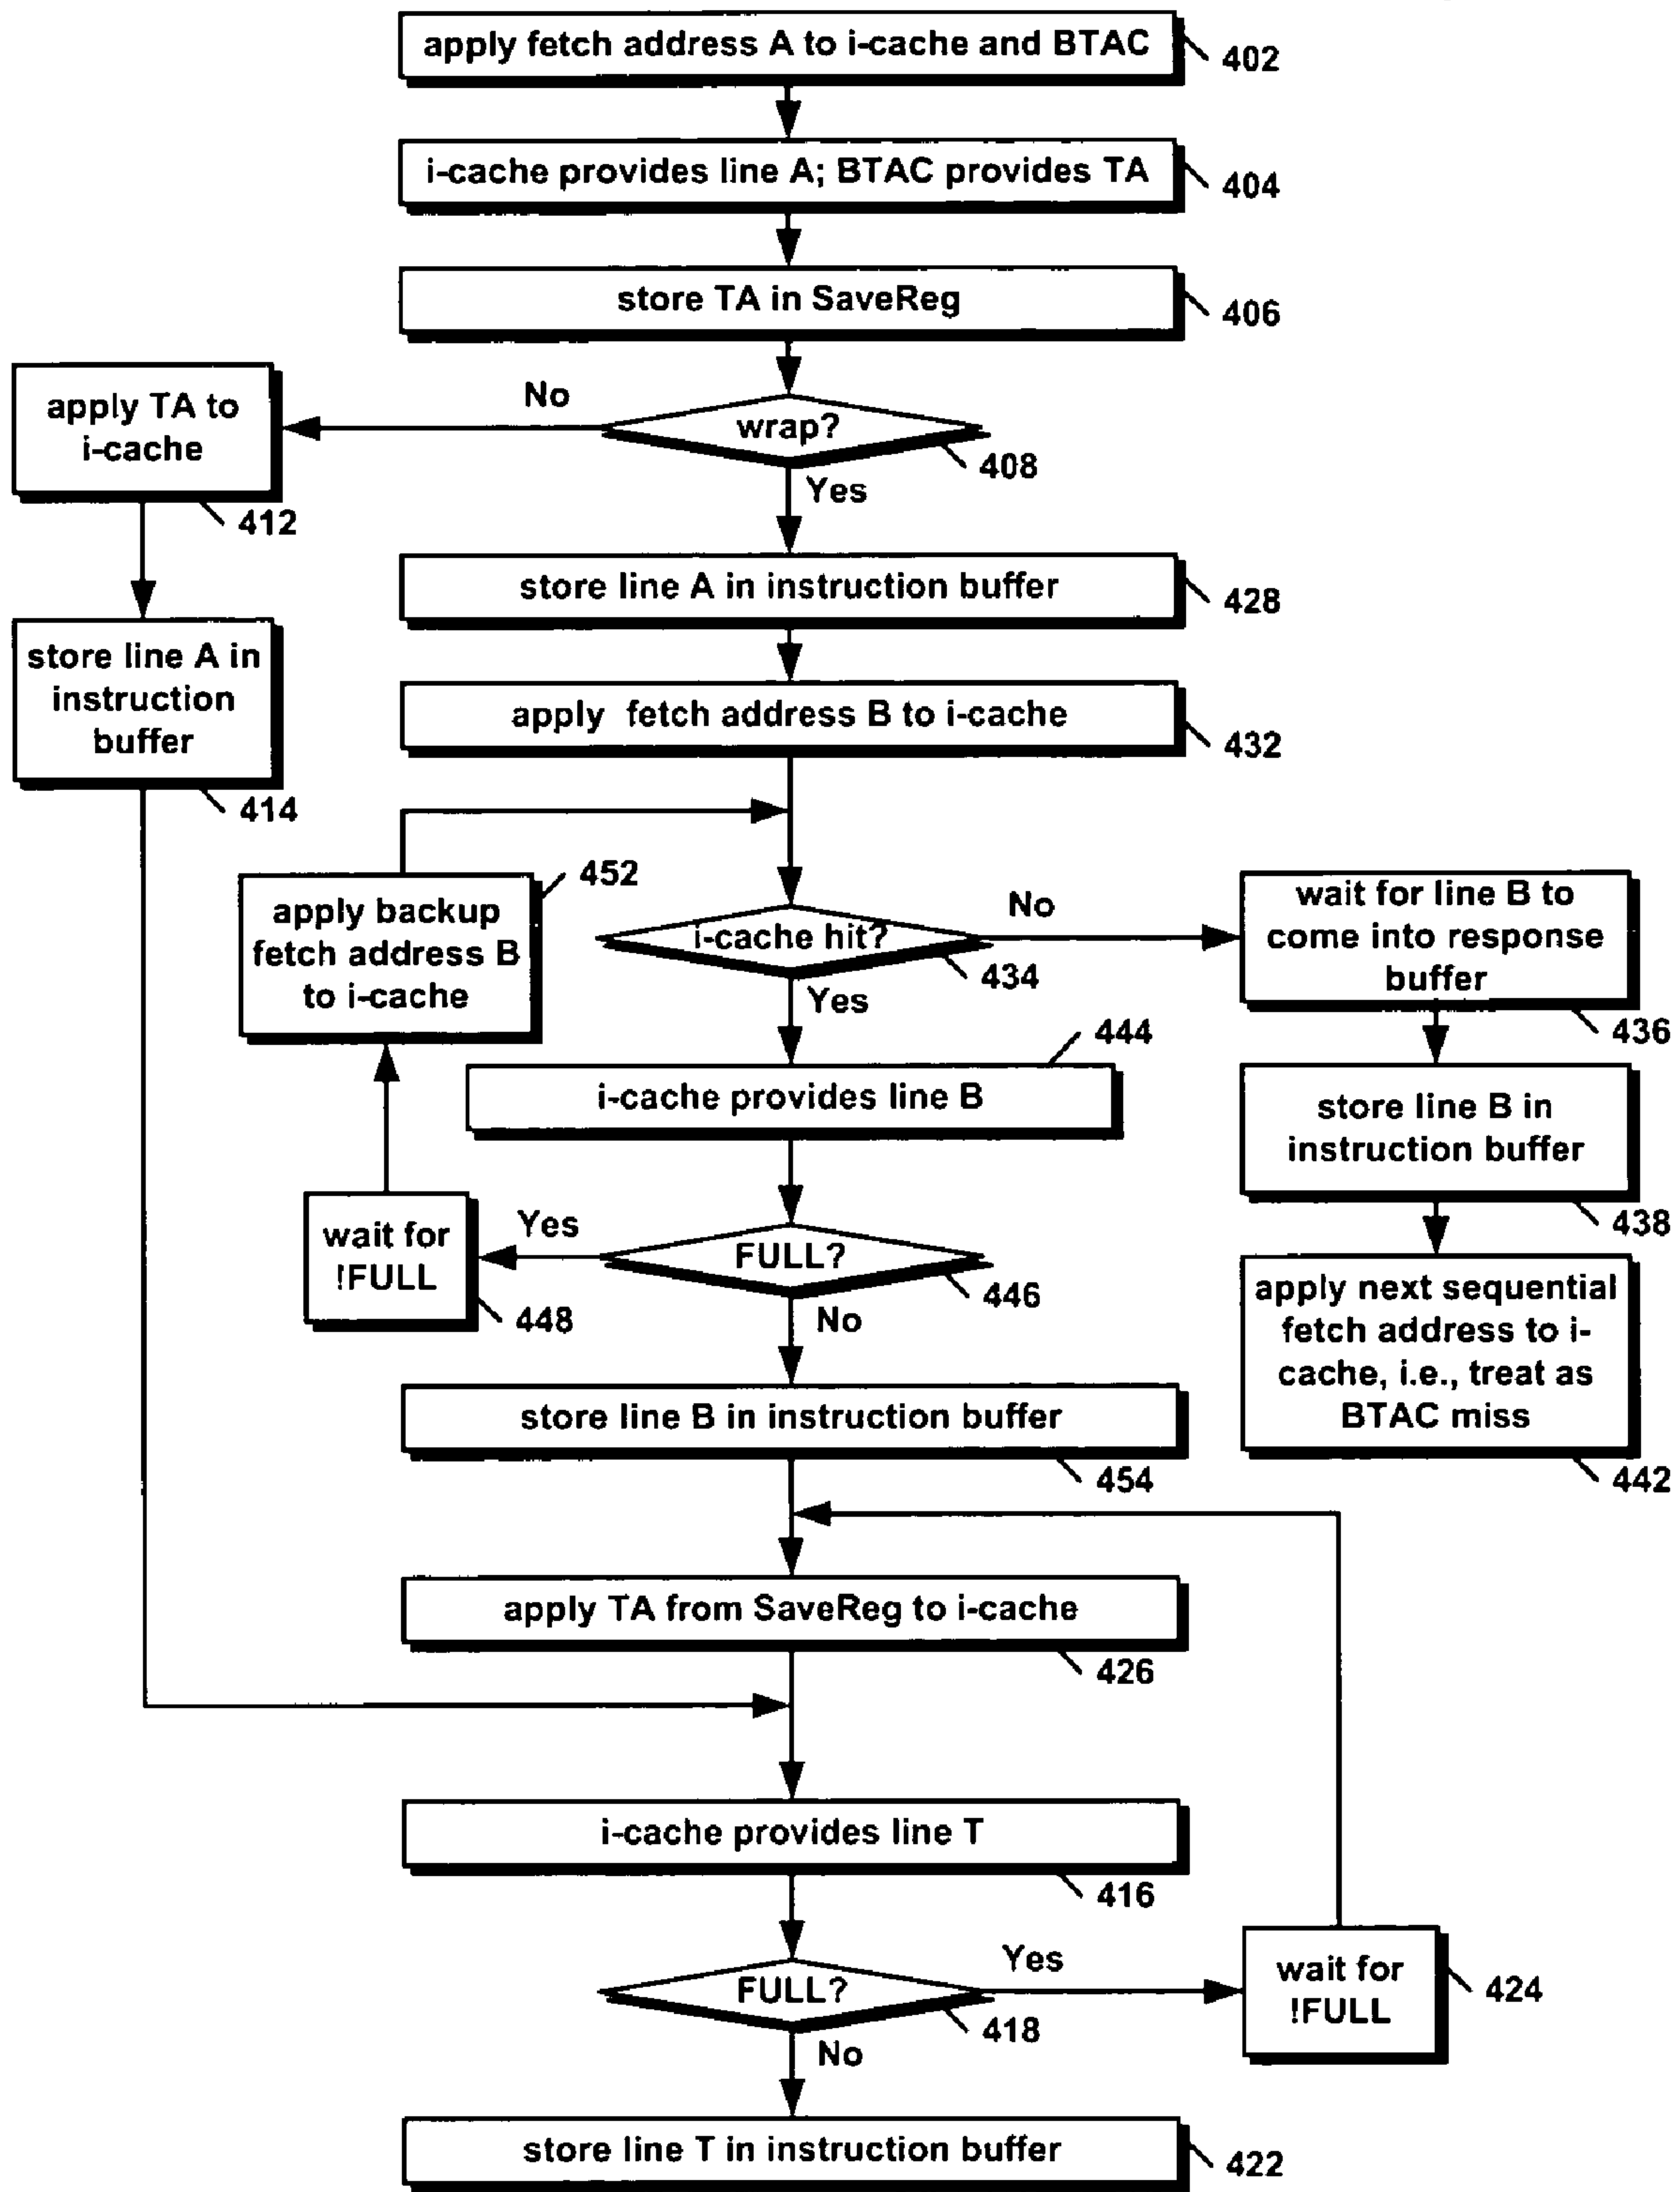 apply fetch address A to i-cache and BTAC
402
i-cache provides line A; BTAC provides TA
404
store TA in SaveReg
406
apply TA to
i-cache
412
No
wrap?
408
Yes
store line A in instruction buffer
428
store line A in
instruction
buffer
414
apply fetch address B to i-cache
432
452
apply backup
fetch address B
to i-cache
i-cache hit?
434
No
Yes
wait for line B to
come into response
buffer
436
444
i-cache provides line B
store line B in
instruction buffer
438
wait for
!FULL
448
Yes
FULL?
446
No
apply next sequential
fetch address to i-
cache, i.e., treat as
BTAC miss
442
store line B in instruction buffer
454
apply TA from SaveReg to i-cache
426
i-cache provides line T
416
FULL?
418
Yes
No
wait for
!FULL
424
store line T in instruction buffer
422